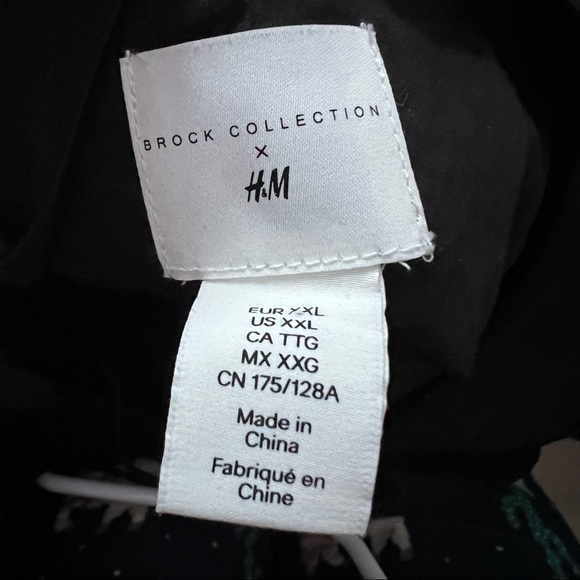 BROCK COLLECTION
X
H&M
EUR XXL
US XXL
CA TTG
MX XXG
CN 175/128A
Made in
China
Fabriqué en
Chine